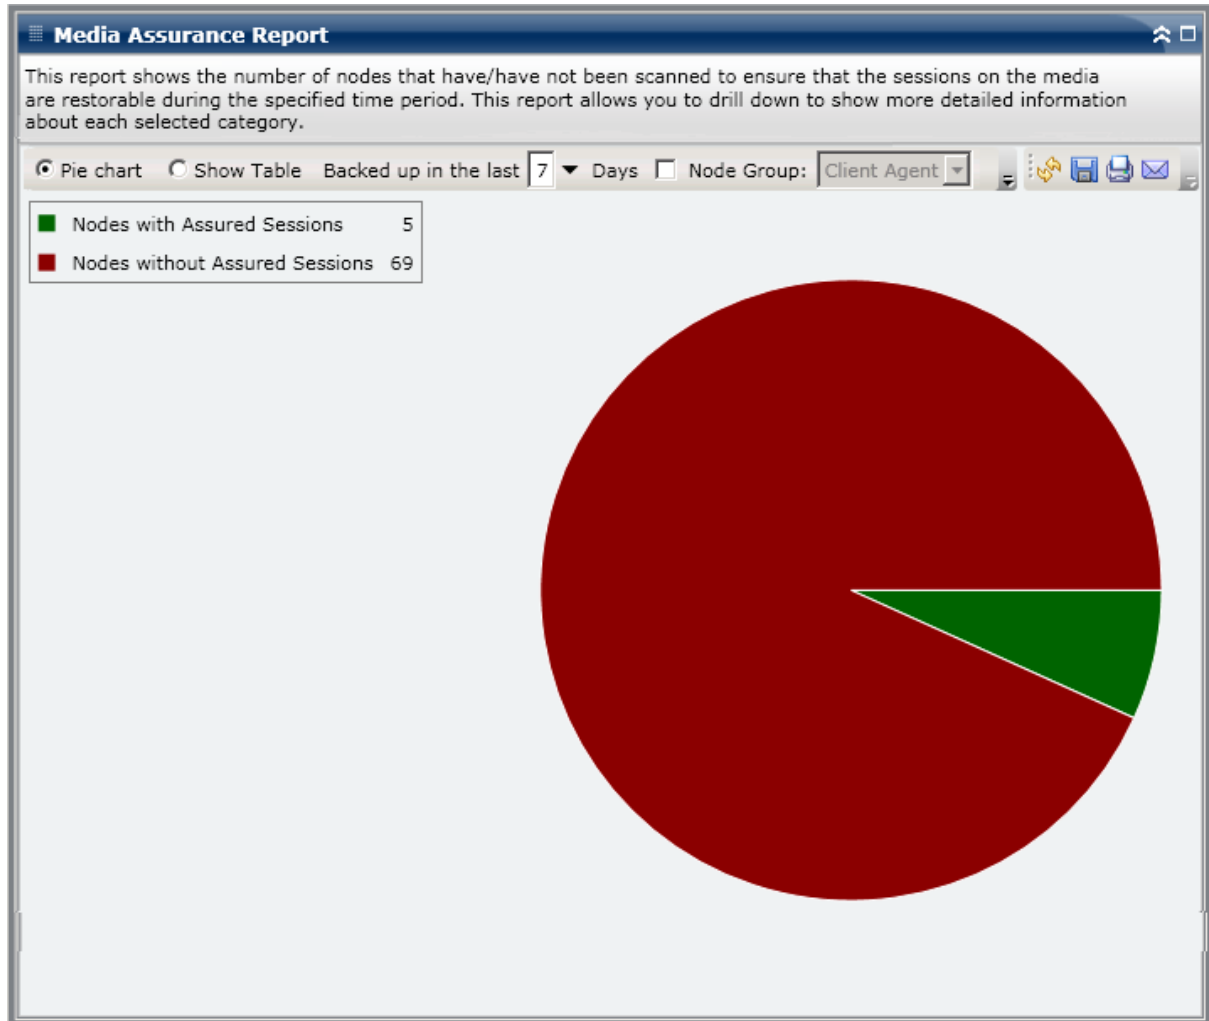 Media Assurance Report
This report shows the number of nodes that have/have not been scanned to ensure that the sessions on the media
are restorable during the specified time period. This report allows you to drill down to show more detailed information
about each selected category.
Pie chart Show Table Backed up in the last 7 Days Node Group: Client Agent
Nodes with Assured Sessions 5
Nodes without Assured Sessions 69